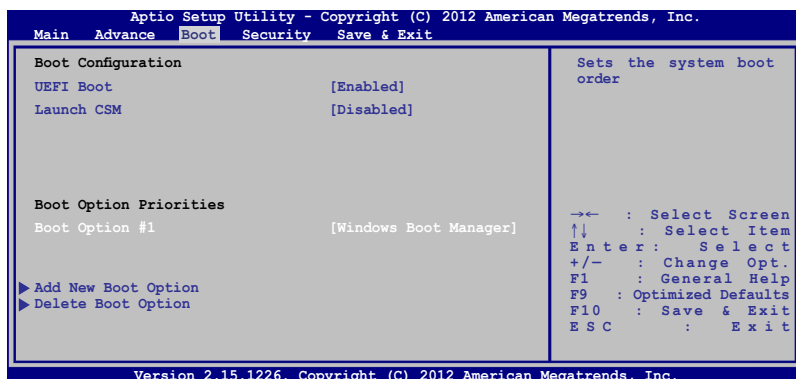 Aptio Setup Utility - Copyright (C) 2012 American Megatrends, Inc.
Main Advance Boot Security Save & Exit
Boot Configuration
UEFI Boot [Enabled]
Launch CSM [Disabled]
Boot Option Priorities
Boot Option #1 [Windows Boot Manager]
Add New Boot Option
Delete Boot Option
Sets the system boot
order
→← : Select Screen
↑↓ : Select Item
Enter: Select
+/— : Change Opt.
F1 : General Help
F9 : Optimized Defaults
F10 : Save & Exit
ESC : Exit
Version 2.15.1226. Copyright (C) 2012 American Megatrends, Inc.